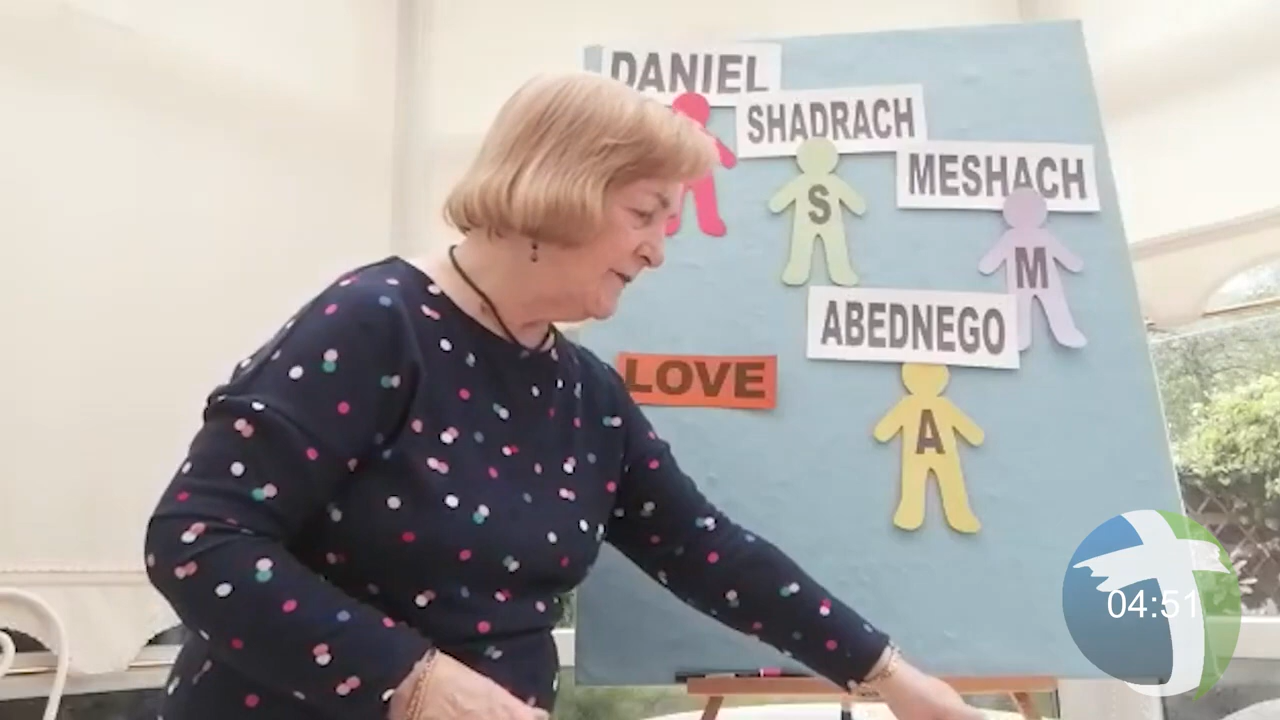 DANIEL
SHADRACH
S
MESHACH
M
ABEDNEGO
LOVE
A
04:51